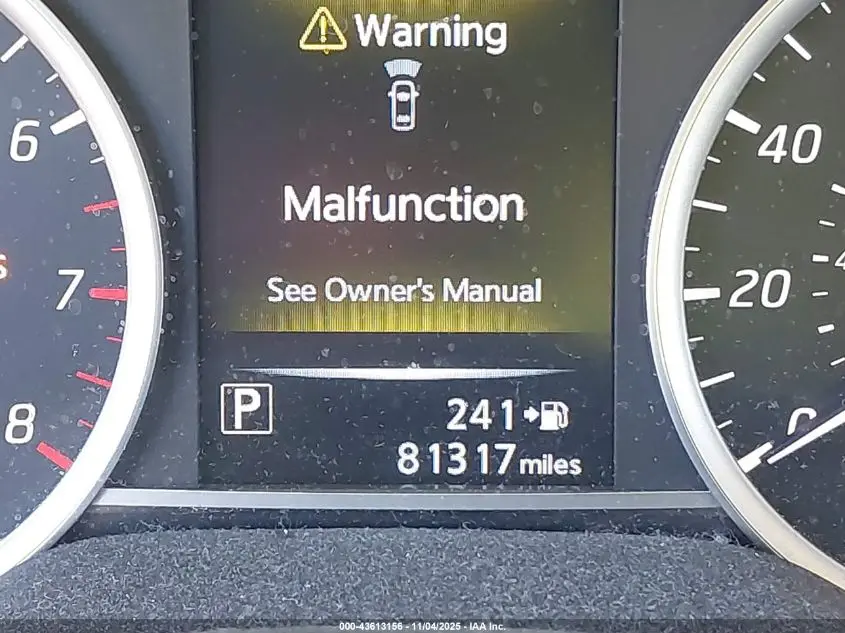 Warning
6
40
Malfunction
7
20
See Owner's Manual
P
241
8
0
81317 miles
000-43613156 - 11/04/2025 - IAA Inc.